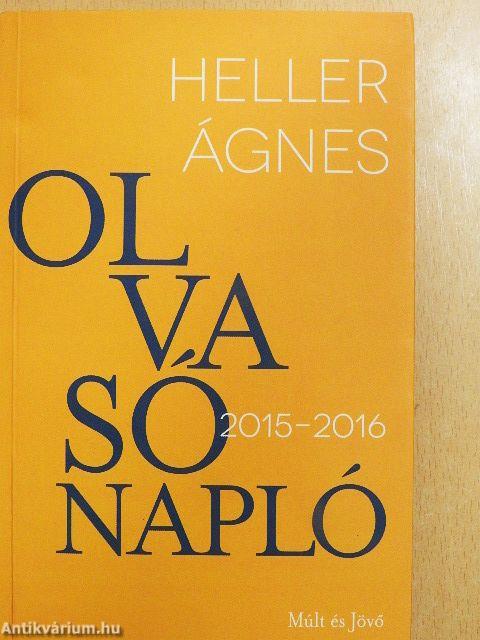 HELLER
ÁGNES
OL
VA
SÓ
2015–2016
NAPLÓ
Múlt és Jövő
Antikvárium.hu